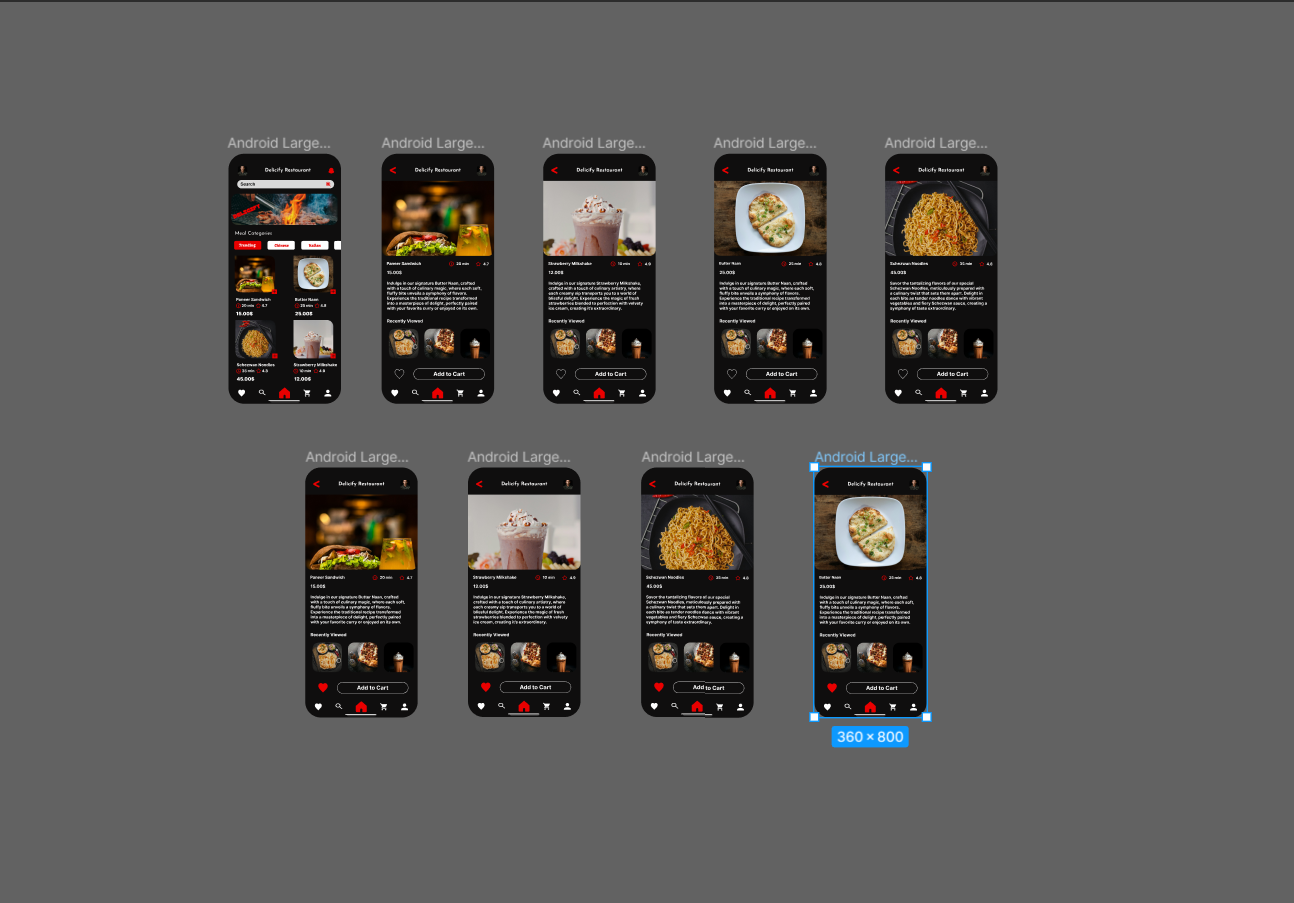 Android Large...
Android Large...
Android Large...
Android Large...
Android Large...
Delicify Restaurant
Search
Meal Categories
Trending
Chinese
Italian
Paneer Sandwich
20 min 4.7
15.00$
Butter Naan
25 min 4.8
25.00$
Schezwan Noodles
35 min 4.8
45.00$
Strawberry Milkshake
10 min 4.9
12.00$
Delicify Restaurant
Paneer Sandwich 20 min 4.7
15.00$
Indulge in our signature Butter Naan, crafted
with a touch of culinary magic, where each soft,
fluffy bite unveils a symphony of flavors.
Experience the traditional recipe transformed
into a masterpiece of delight, perfectly paired
with your favorite curry or enjoyed on its own.
Recently Viewed
Add to Cart
Delicify Restaurant
Strawberry Milkshake 10 min 4.9
12.00$
Indulge in our signature Strawberry Milkshake,
crafted with a touch of culinary artistry, where
each creamy sip transports you to a world of
blissful delight. Experience the magic of fresh
strawberries blended to perfection with velvety
ice cream, creating it's extraordinary.
Recently Viewed
Add to Cart
Delicify Restaurant
Butter Naan 25 min 4.8
25.00$
Indulge in our signature Butter Naan, crafted
with a touch of culinary magic, where each soft,
fluffy bite unveils a symphony of flavors.
Experience the traditional recipe transformed
into a masterpiece of delight, perfectly paired
with your favorite curry or enjoyed on its own.
Recently Viewed
Add to Cart
Delicify Restaurant
Schezwan Noodles 35 min 4.8
45.00$
Savor the tantalizing flavors of our special
Schezwan Noodles, meticulously prepared with
a culinary twist that sets them apart. Delight in
each bite as tender noodles dance with vibrant
vegetables and fiery Schezwan sauce, creating a
symphony of taste extraordinary.
Recently Viewed
Add to Cart
Android Large...
Android Large...
Android Large...
Android Large...
Delicify Restaurant
Paneer Sandwich 20 min 4.7
15.00$
Indulge in our signature Butter Naan, crafted
with a touch of culinary magic, where each soft,
fluffy bite unveils a symphony of flavors.
Experience the traditional recipe transformed
into a masterpiece of delight, perfectly paired
with your favorite curry or enjoyed on its own.
Recently Viewed
Add to Cart
Delicify Restaurant
Strawberry Milkshake 10 min 4.9
12.00$
Indulge in our signature Strawberry Milkshake,
crafted with a touch of culinary artistry, where
each creamy sip transports you to a world of
blissful delight. Experience the magic of fresh
strawberries blended to perfection with velvety
ice cream, creating it's extraordinary.
Recently Viewed
Add to Cart
Delicify Restaurant
Schezwan Noodles 35 min 4.8
45.00$
Savor the tantalizing flavors of our special
Schezwan Noodles, meticulously prepared with
a culinary twist that sets them apart. Delight in
each bite as tender noodles dance with vibrant
vegetables and fiery Schezwan sauce, creating a
symphony of taste extraordinary.
Recently Viewed
Add to Cart
Delicify Restaurant
Butter Naan 25 min 4.8
25.00$
Indulge in our signature Butter Naan, crafted
with a touch of culinary magic, where each soft,
fluffy bite unveils a symphony of flavors.
Experience the traditional recipe transformed
into a masterpiece of delight, perfectly paired
with your favorite curry or enjoyed on its own.
Recently Viewed
Add to Cart
360 × 800